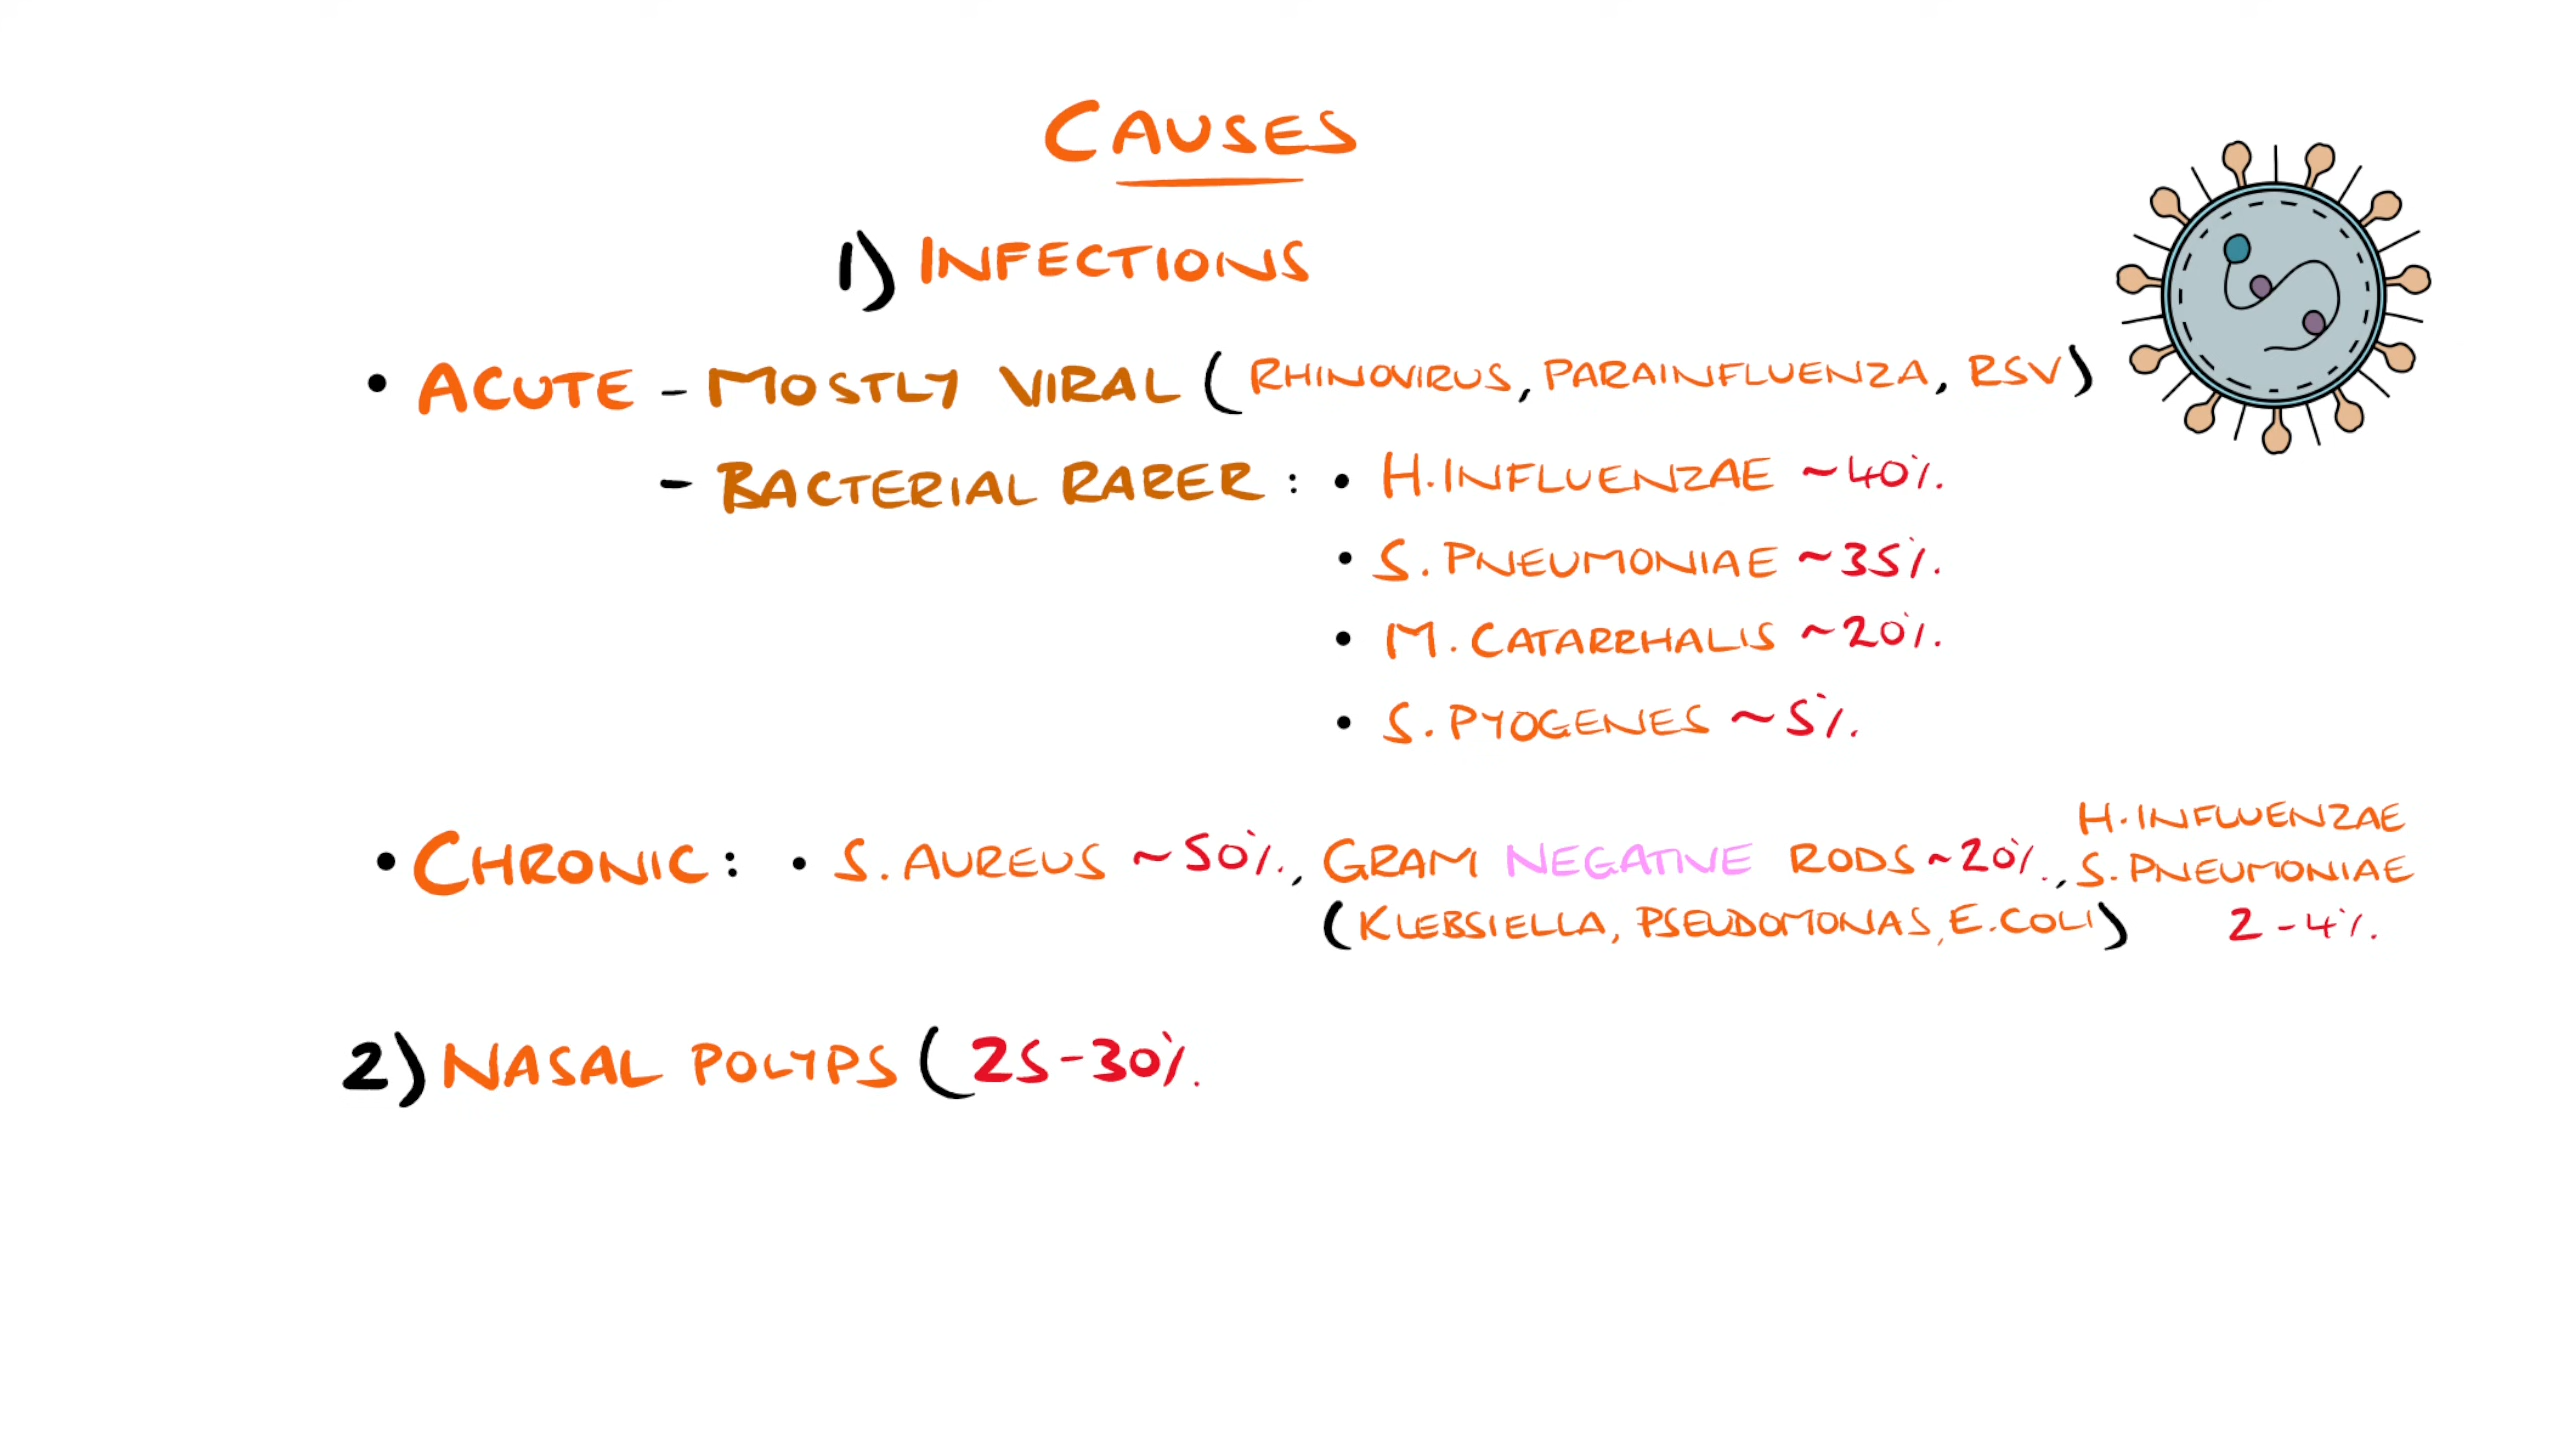 CAUSES
1) INFECTIONS
• ACUTE - MOSTLY VIRAL (RHINOVIRUS, PARAINFLUENZA, RSV)
- BACTERIAL RARER : • H.INFLUENZAE ~40%.
• S. PNEUMONIAE ~35%.
• M. CATARRHALIS ~20%.
• S. PYOGENES ~5%.
• CHRONIC : • S. AUREUS ~50%., GRAM NEGATIVE RODS ~20%., H.INFLUENZAE
S. PNEUMONIAE
(KLEBSIELLA, PSEUDOMONAS, E. COLI) 2-4%.
2) NASAL POLYPS (25-30%.